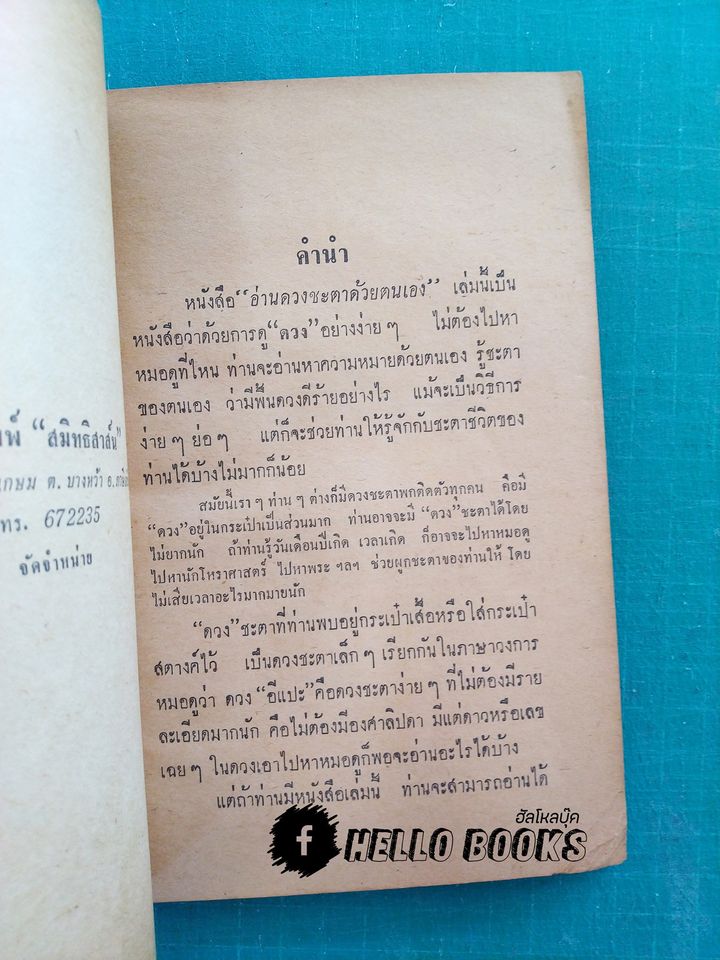 พ์ “สมิทธิสาส์น”
กษม ต. บางหว้า อ.
ทร. 672235
จัดจำหน่าย
คำนำ
หนังสือ “อ่านดวงชะตาด้วยตนเอง” เล่มนี้เป็น
หนังสือว่าด้วยการดู “ดวง” อย่างง่าย ๆ ไม่ต้องไปหา
หมอดูที่ไหน ท่านจะอ่านหาความหมายด้วยตนเอง รู้ชะตา
ของตนเอง ว่ามีพื้นดวงดีร้ายอย่างไร แม้จะเป็นวิธีการ
ง่าย ๆ ย่อ ๆ แต่ก็จะช่วยท่านให้รู้จักกับชะตาชีวิตของ
ท่านได้บ้างไม่มากก็น้อย
สมัยนี้เรา ๆ ท่าน ๆ ต่างก็มีดวงชะตาพกติดตัวทุกคน คือมี
“ดวง” อยู่ในกระเป๋าเป็นส่วนมาก ท่านอาจจะมี “ดวง” ชะตาได้โดย
ไม่ยากนัก ถ้าท่านรู้วันเดือนปีเกิด เวลาเกิด ก็อาจจะไปหาหมอดู
ไปหานักโหราศาสตร์ ไปหาพระ ฯลฯ ช่วยผูกชะตาของท่านให้ โดย
ไม่เสียเวลาอะไรมากมายนัก
“ดวง” ชะตาที่ท่านพบอยู่กระเป๋าเสื้อหรือใส่กระเป๋า
สตางค์ไว้ เป็นดวงชะตาเล็ก ๆ เรียกกันในภาษาวงการ
หมอดูว่า ดวง “อีแปะ” คือดวงชะตาง่าย ๆ ที่ไม่ต้องมีราย
ละเอียดมากนัก คือไม่ต้องมีองศาลิปดา มีแต่ดาวหรือเลข
เฉย ๆ ในดวงเอาไปหาหมอดูก็พอจะอ่านอะไรได้บ้าง
แต่ถ้าท่านมีหนังสือเล่มนี้ ท่านจะสามารถอ่านได้
ฮัลโหลบุ๊ค
f HELLO BOOKS